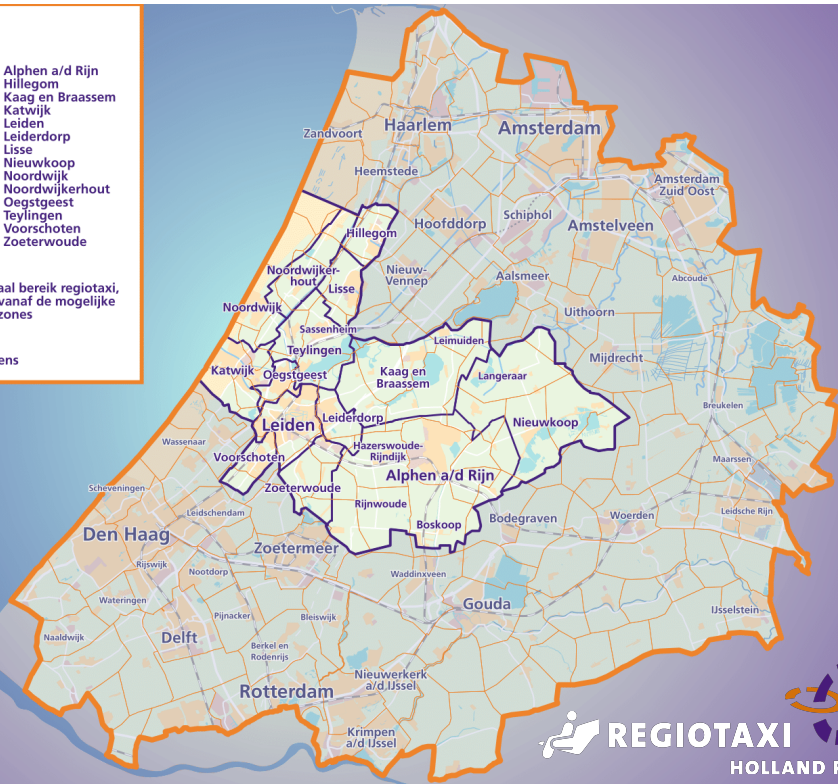 Alphen a/d Rijn
Hillegom
Kaag en Braassem
Katwijk
Leiden
Leiderdorp
Lisse
Nieuwkoop
Noordwijk
Noordwijkerhout
Oegstgeest
Teylingen
Voorschoten
Zoeterwoude
aal bereik regiotaxi,
vanaf de mogelijke
zones
ens
Zandvoort
Haarlem
Amsterdam
Heemstede
Amsterdam
Zuid Oost
Hillegom
Hoofddorp
Schiphol
Amstelveen
Noordwijker-
hout
Lisse
Nieuw-
Vennep
Aalsmeer
Abcoude
Noordwijk
Sassenheim
Uithoorn
Teylingen
Leimuiden
Mijdrecht
Katwijk
Oegstgeest
Kaag en
Braassem
Langeraar
Breukelen
Leiden
Leiderdorp
Nieuwkoop
Wassenaar
Hazerswoude-
Rijndijk
Voorschoten
Maarssen
Alphen a/d Rijn
Scheveningen
Zoeterwoude
Rijnwoude
Leidschendam
Boskoop
Bodegraven
Woerden
Leidsche Rijn
Den Haag
Zoetermeer
Rijswijk
Nootdorp
Waddinxveen
Wateringen
Gouda
Pijnacker
Bleiswijk
IJsselstein
Naaldwijk
Delft
Berkel en
Rodenrijs
Nieuwerkerk
a/d IJssel
Rotterdam
Krimpen
a/d IJssel
REGIOTAXI
HOLLAND